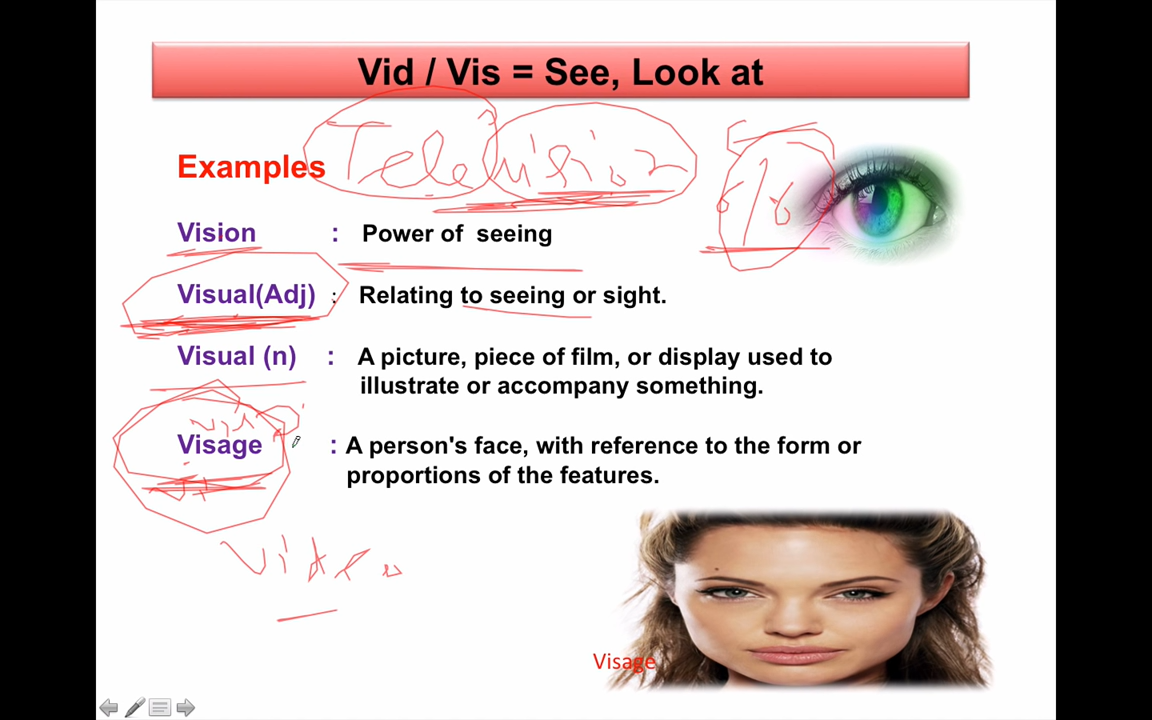 Vid / Vis = See, Look at
Television
Examples
6/6
Vision : Power of seeing
Visual(Adj) : Relating to seeing or sight.
Visual (n) : A picture, piece of film, or display used to
illustrate or accompany something.
Visage : A person's face, with reference to the form or
proportions of the features.
Video
Visage